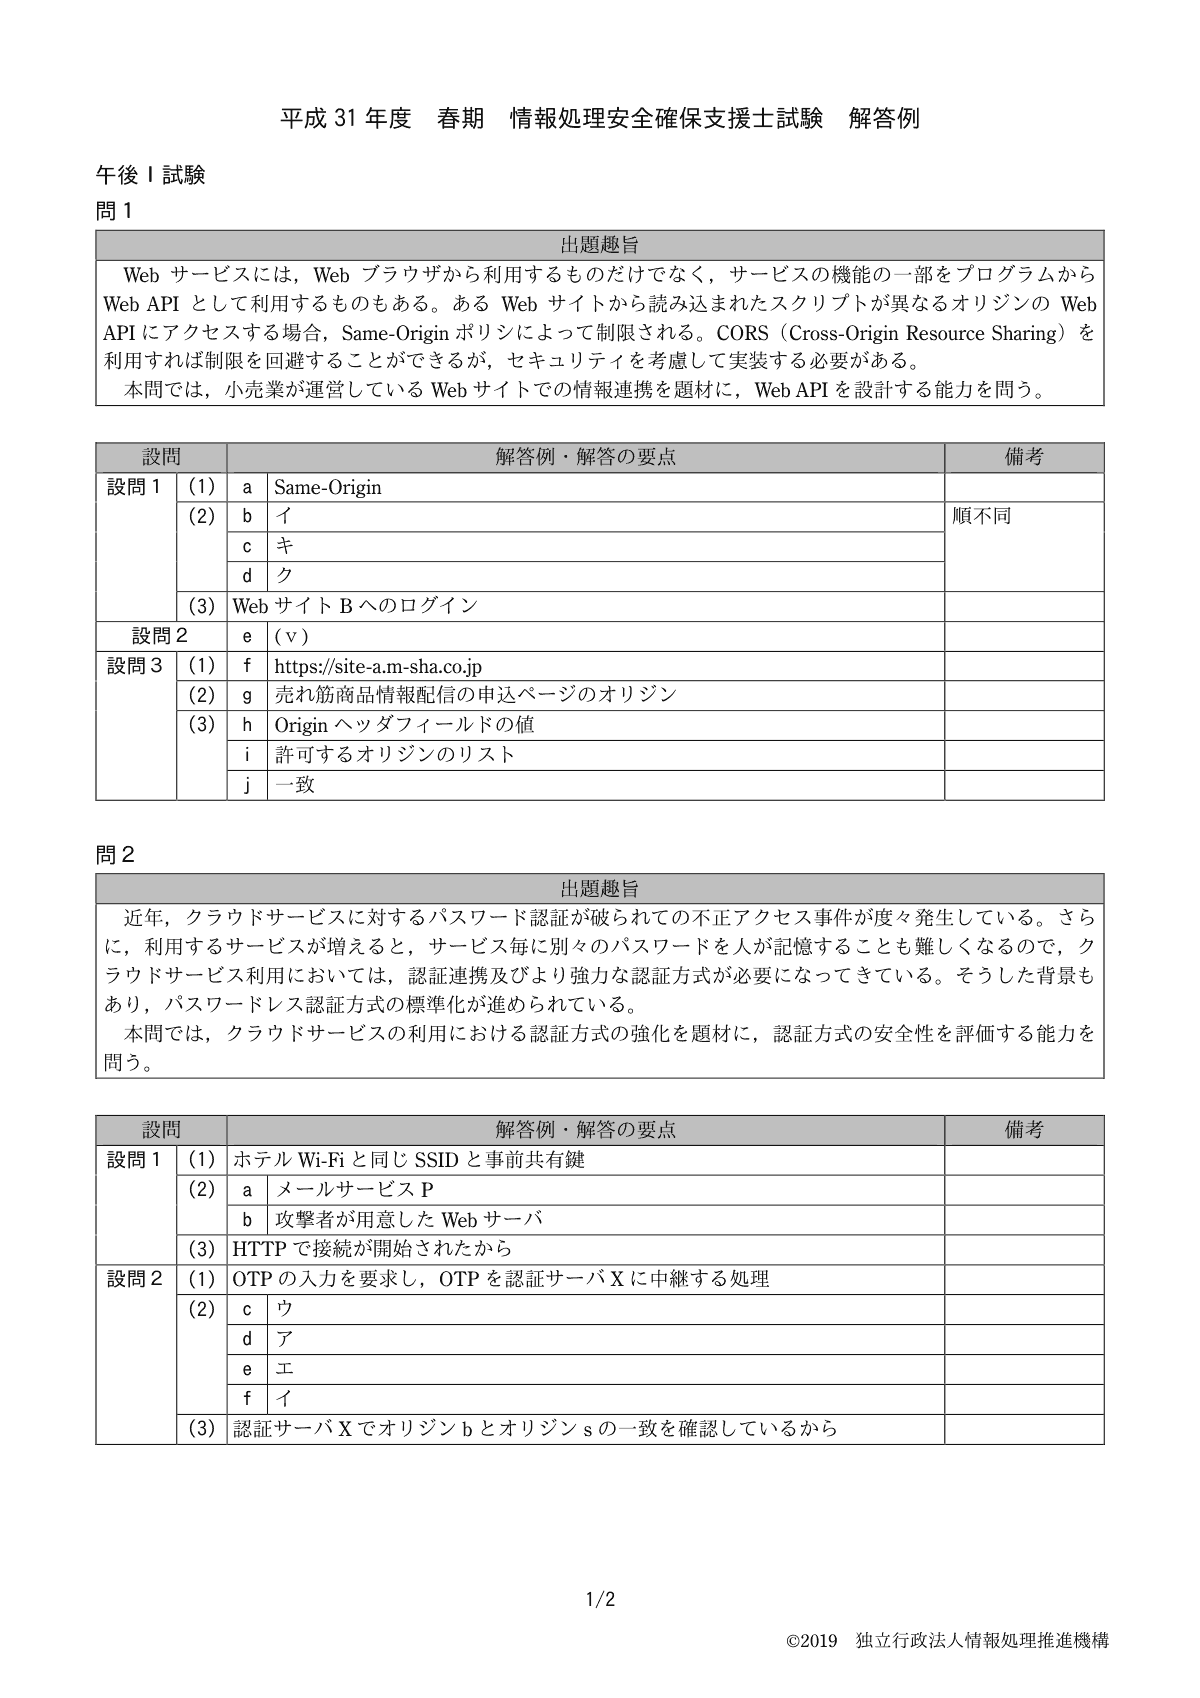 平成 31 年度　春期　情報処理安全確保支援士試験　解答例
午後Ⅰ試験
問 1
出題趣旨
Web サービスには，Web ブラウザから利用するものだけでなく，サービスの機能の一部をプログラムから
Web API として利用するものもある。ある Web サイトから読み込まれたスクリプトが異なるオリジンの Web
API にアクセスする場合，Same-Origin ポリシによって制限される。CORS（Cross-Origin Resource Sharing）を
利用すれば制限を回避することができるが，セキュリティを考慮して実装する必要がある。
本問では，小売業が運営している Web サイトでの情報連携を題材に，Web API を設計する能力を問う。
設問 解答例・解答の要点 備考
設問 1 (1) a Same-Origin
(2) b イ 順不同
c キ
d ク
(3) Web サイト B へのログイン
設問 2 e (ⅴ)
設問 3 (1) f https://site-a.m-sha.co.jp
(2) g 売れ筋商品情報配信の申込ページのオリジン
(3) h Origin ヘッダフィールドの値
i 許可するオリジンのリスト
j 一致
問 2
出題趣旨
近年，クラウドサービスに対するパスワード認証が破られての不正アクセス事件が度々発生している。さら
に，利用するサービスが増えると，サービス毎に別々のパスワードを人が記憶することも難しくなるので，ク
ラウドサービス利用においては，認証連携及びより強力な認証方式が必要になってきている。そうした背景も
あり，パスワードレス認証方式の標準化が進められている。
本問では，クラウドサービスの利用における認証方式の強化を題材に，認証方式の安全性を評価する能力を
問う。
設問 解答例・解答の要点 備考
設問 1 (1) ホテル Wi-Fi と同じ SSID と事前共有鍵
(2) a メールサービス P
b 攻撃者が用意した Web サーバ
(3) HTTP で接続が開始されたから
設問 2 (1) OTP の入力を要求し，OTP を認証サーバ X に中継する処理
(2) c ウ
d ア
e エ
f イ
(3) 認証サーバ X でオリジン b とオリジン s の一致を確認しているから
1/2
©2019　独立行政法人情報処理推進機構